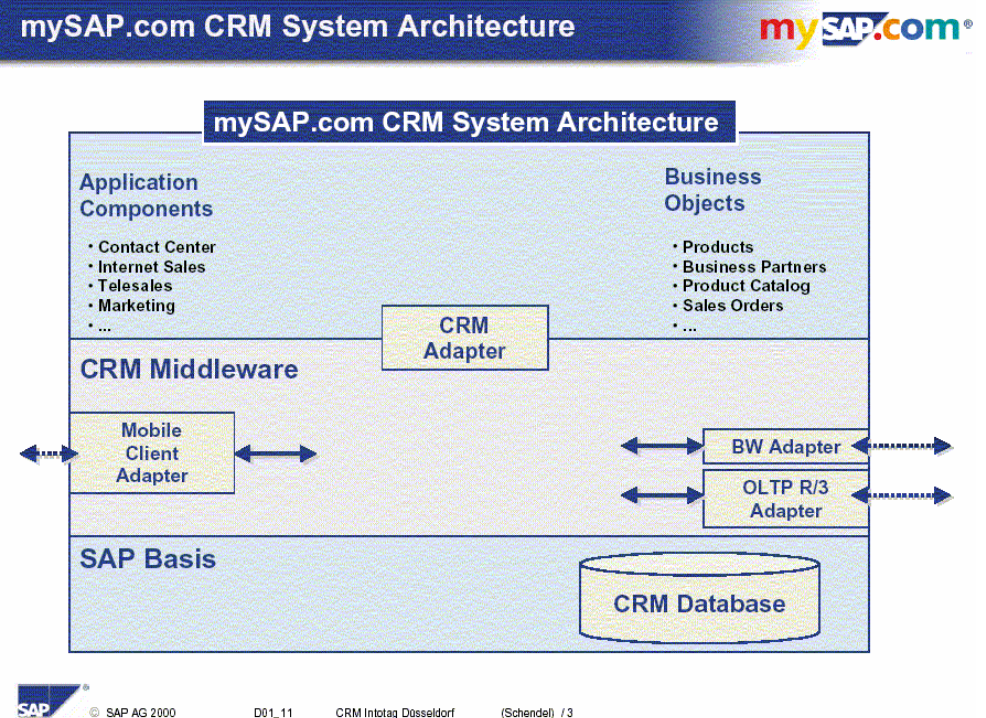 mySAP.com CRM System Architecture
mySAP.com®
mySAP.com CRM System Architecture
Application
Components
• Contact Center
• Internet Sales
• Telesales
• Marketing
• ...
Business
Objects
• Products
• Business Partners
• Product Catalog
• Sales Orders
• ...
CRM
Adapter
CRM Middleware
Mobile
Client
Adapter
BW Adapter
OLTP R/3
Adapter
SAP Basis
CRM Database
SAP ®
© SAP AG 2000 D01_11 CRM Infotag Düsseldorf (Schendel) / 3